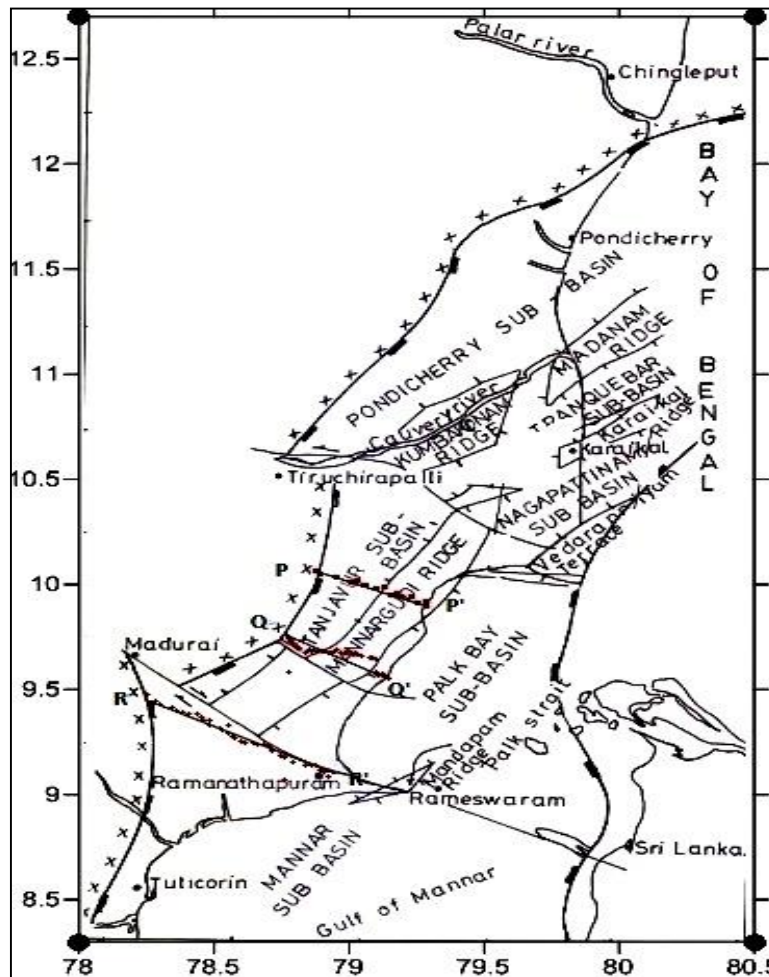 Palar river
12.5
Chingleput
12
BAY OF BENGAL
Pondicherry
11.5
PONDICHERRY SUB BASIN
MADANAM
RIDGE
11
TRANQUEBAR
SUB-BASIN
Cauvery river
KUMBAKONAM
RIDGE
Karaikal
Ridge
Karaikal
10.5
Tiruchirapalli
NAGAPATTINAM
SUB BASIN
Vedaranyam
Terrace
TANJAVUR SUB-
BASIN
MANNARGUDI RIDGE
P
10
P'
Q
Madurai
PALK BAY
SUB-BASIN
9.5
Q'
R
Mandapam
Ridge
Palk strait
R'
Ramanathapuram
9
Rameswaram
MANNAR
SUB BASIN
Sri Lanka
Tuticorin
8.5
Gulf of Mannar
78
78.5
79
79.5
80
80.5